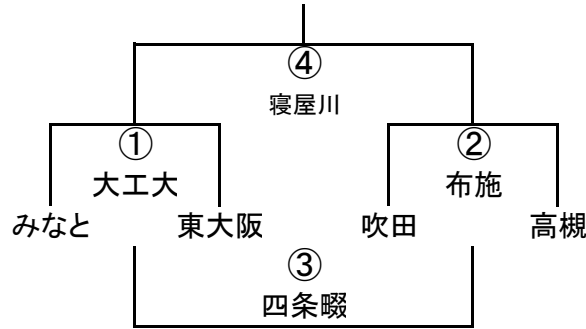 ④
寝屋川
① ②
大工大 布施
みなと 東大阪 吹田 高槻
③
四条畷